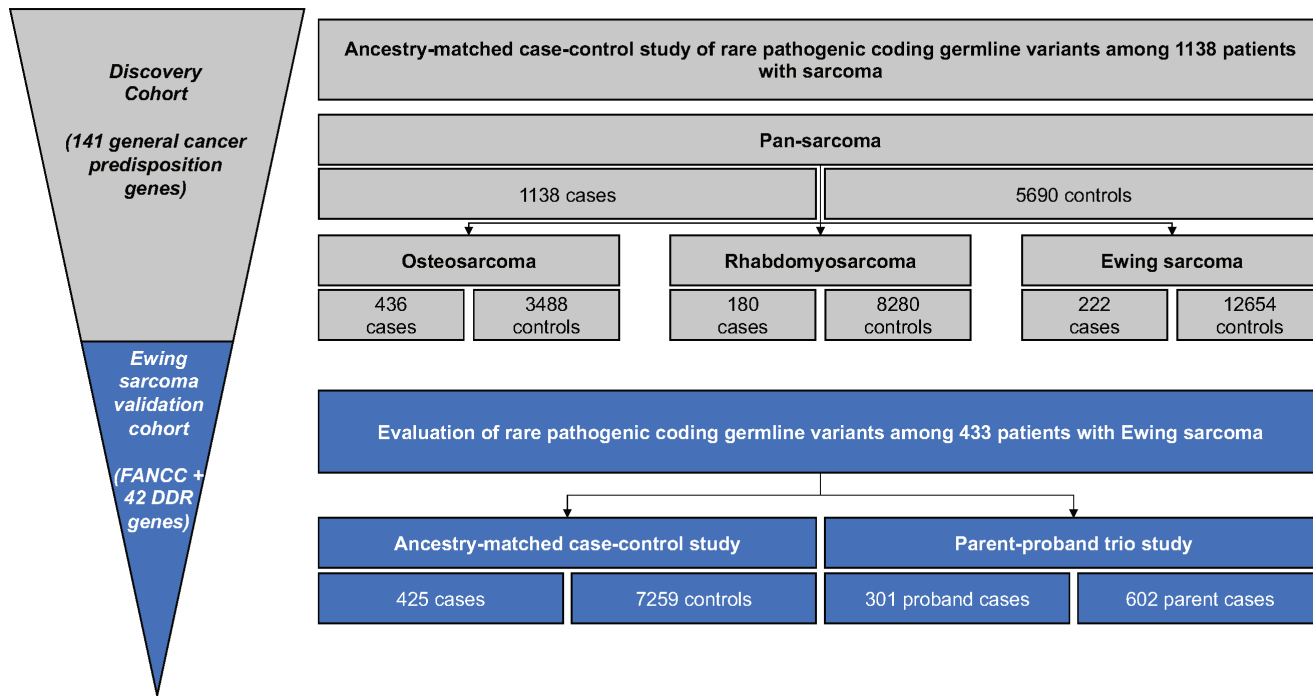 Discovery
Cohort
(141 general cancer
predisposition
genes)
Ancestry-matched case-control study of rare pathogenic coding germline variants among 1138 patients
with sarcoma
Pan-sarcoma
1138 cases
5690 controls
Osteosarcoma
Rhabdomyosarcoma
Ewing sarcoma
436
cases
3488
controls
180
cases
8280
controls
222
cases
12654
controls
Ewing
sarcoma
validation
cohort
(FANCC +
42 DDR
genes)
Evaluation of rare pathogenic coding germline variants among 433 patients with Ewing sarcoma
Ancestry-matched case-control study
Parent-proband trio study
425 cases
7259 controls
301 proband cases
602 parent cases